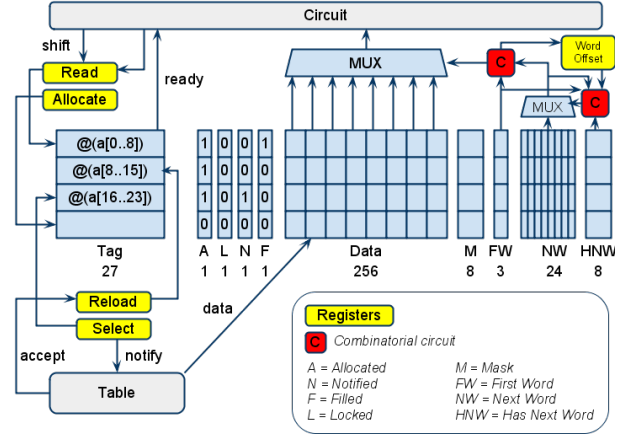 Circuit
shift
Read
Allocate
ready
MUX
C
Word
Offset
MUX
C
@(a[0..8])
@(a[8..15])
@(a[16..23])
1 0 0 1
1 0 0 0
1 0 1 0
0 0 0 0
Tag A L N F Data M FW NW HNW
27 1 1 1 1 256 8 3 24 8
Reload
data
Select
accept
notify
Table
Registers
C Combinatorial circuit
A = Allocated M = Mask
N = Notified FW = First Word
F = Filled NW = Next Word
L = Locked HNW = Has Next Word